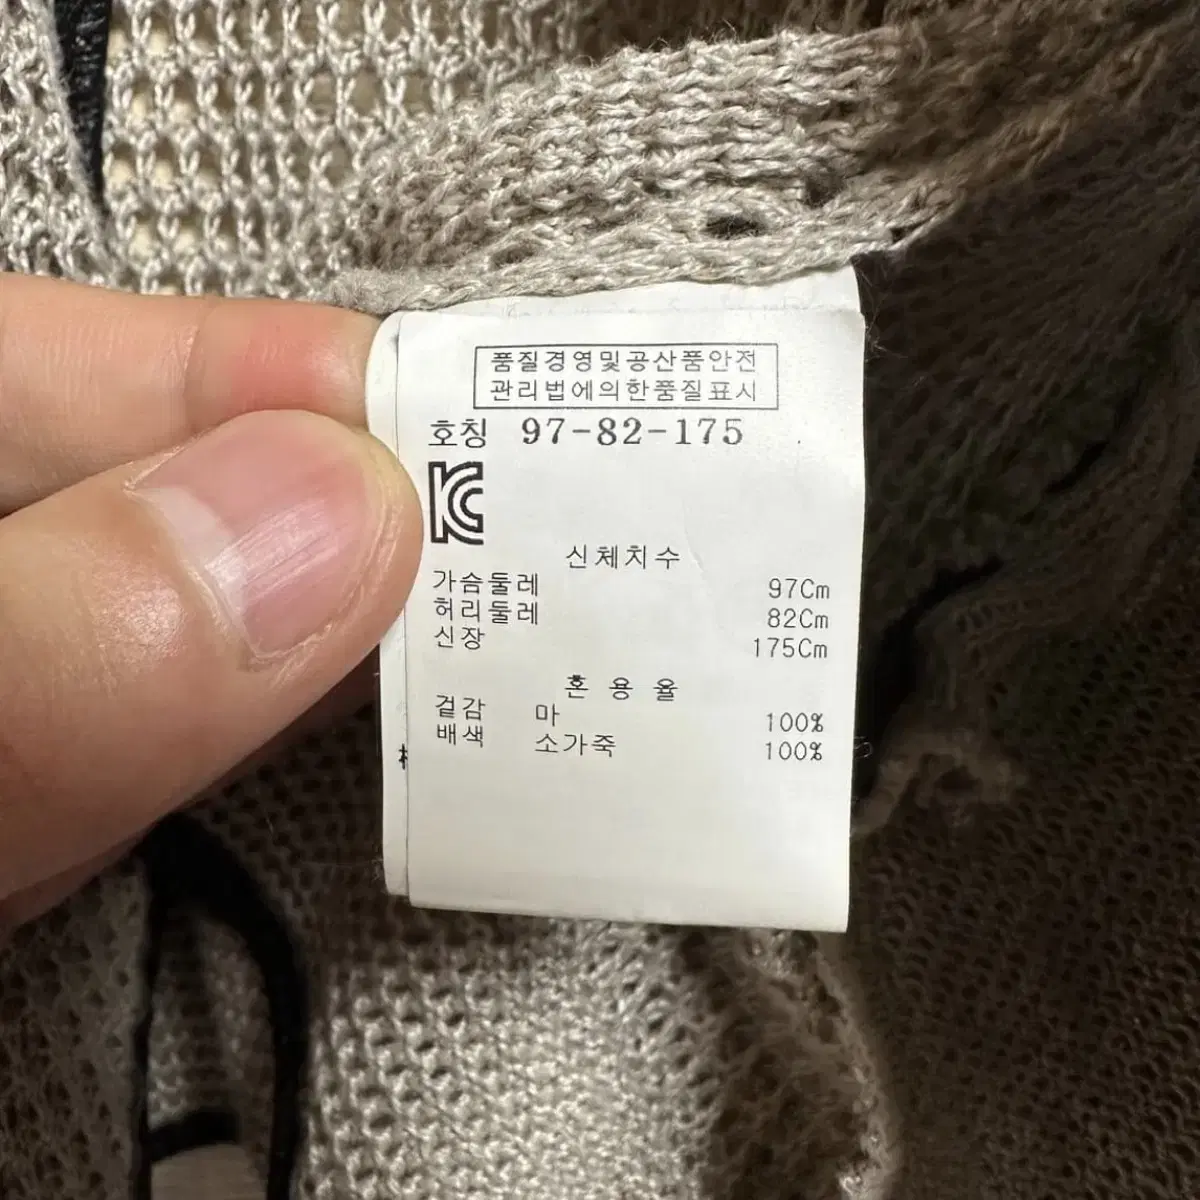 품질경영및공산품안전
관리법에의한품질표시
호칭 97-82-175
신체치수
가슴둘레 97Cm
허리둘레 82Cm
신장 175Cm
혼 용 율
겉감 마 100%
배색 소가죽 100%